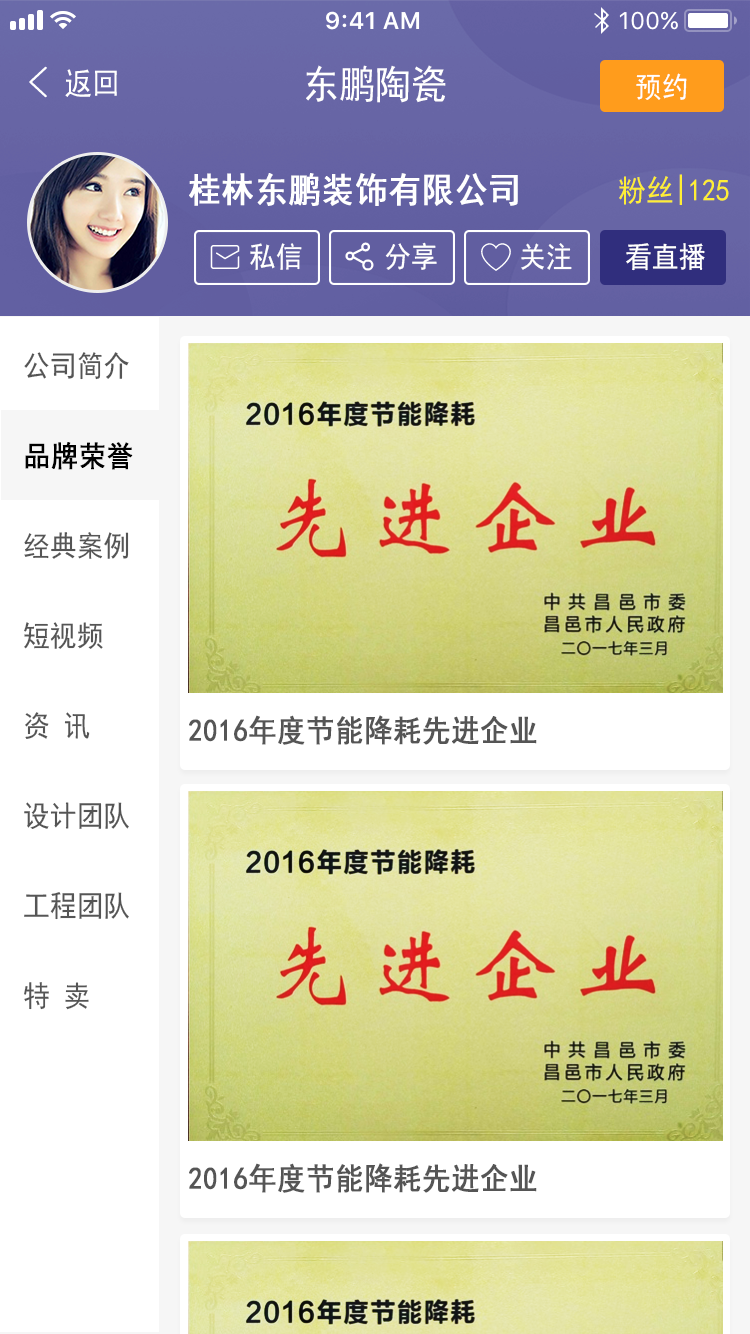 9:41 AM
100%
返回
东鹏陶瓷
预约
桂林东鹏装饰有限公司
粉丝|125
私信
分享
关注
看直播
公司简介
品牌荣誉
经典案例
短视频
资 讯
设计团队
工程团队
特 卖
2016年度节能降耗
先进企业
中共昌邑市委
昌邑市人民政府
二〇一七年三月
2016年度节能降耗先进企业
2016年度节能降耗
先进企业
中共昌邑市委
昌邑市人民政府
二〇一七年三月
2016年度节能降耗先进企业
2016年度节能降耗